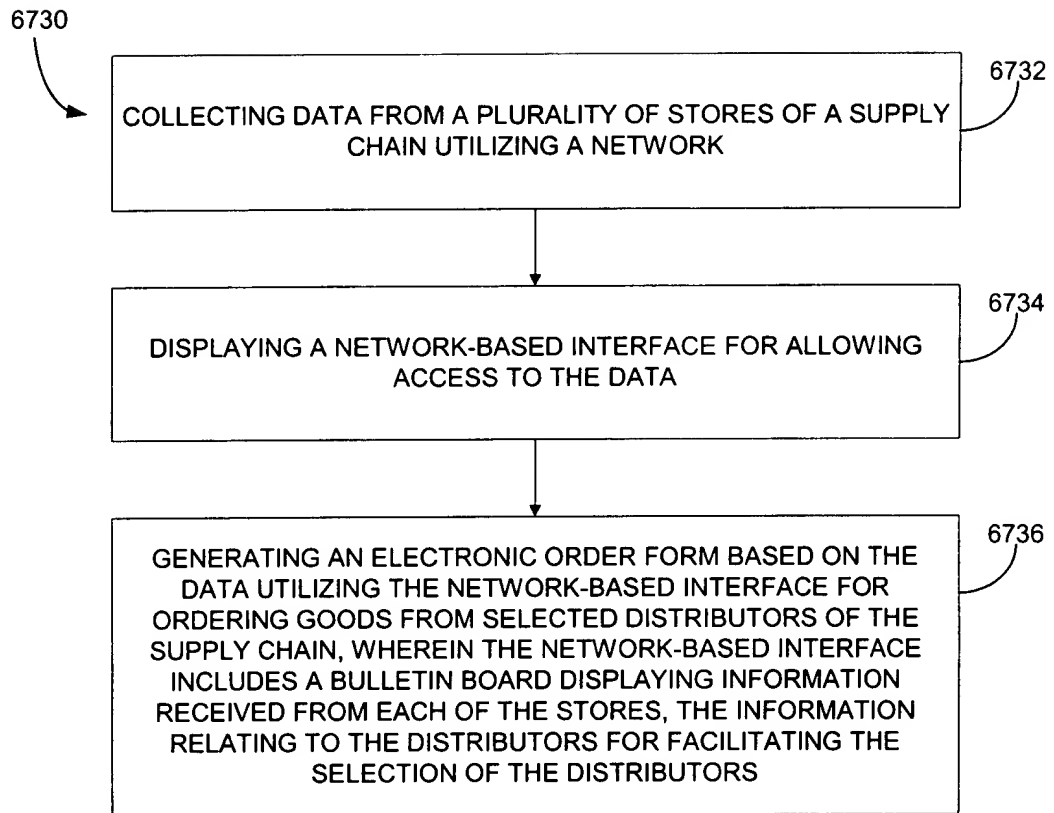 6730
6732
COLLECTING DATA FROM A PLURALITY OF STORES OF A SUPPLY
CHAIN UTILIZING A NETWORK
6734
DISPLAYING A NETWORK-BASED INTERFACE FOR ALLOWING
ACCESS TO THE DATA
6736
GENERATING AN ELECTRONIC ORDER FORM BASED ON THE
DATA UTILIZING THE NETWORK-BASED INTERFACE FOR
ORDERING GOODS FROM SELECTED DISTRIBUTORS OF THE
SUPPLY CHAIN, WHEREIN THE NETWORK-BASED INTERFACE
INCLUDES A BULLETIN BOARD DISPLAYING INFORMATION
RECEIVED FROM EACH OF THE STORES, THE INFORMATION
RELATING TO THE DISTRIBUTORS FOR FACILITATING THE
SELECTION OF THE DISTRIBUTORS